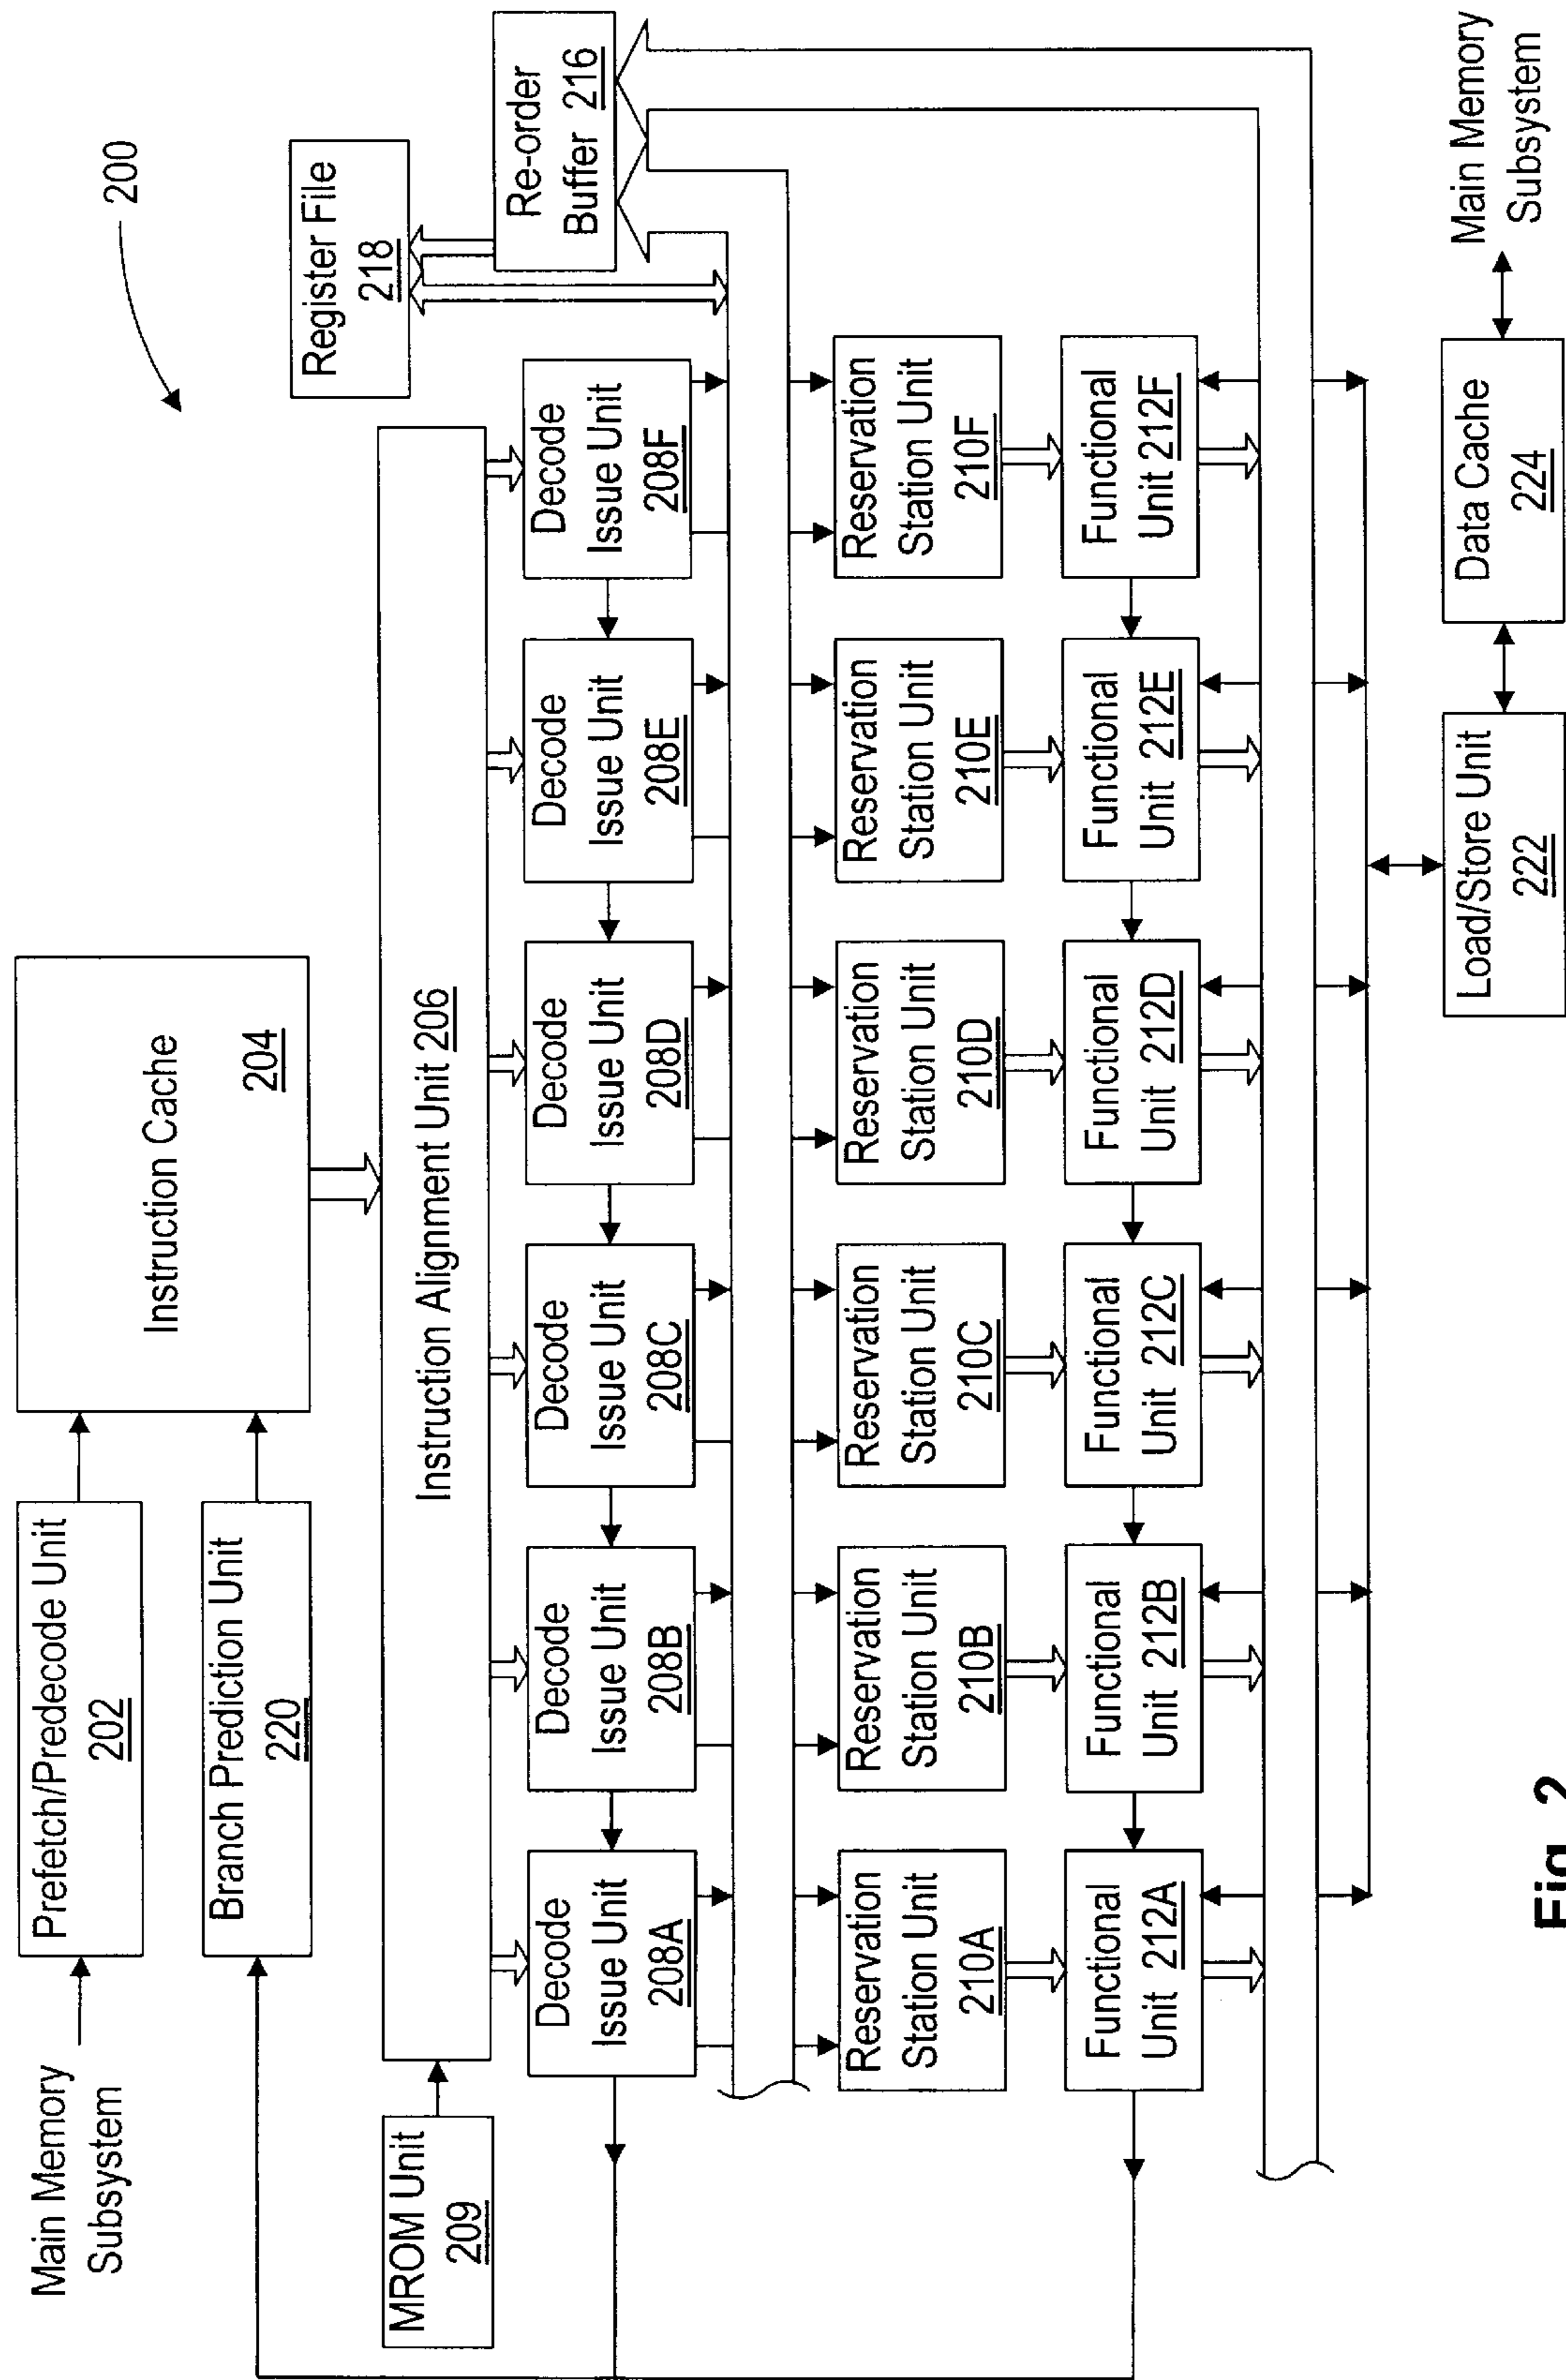 Main Memory
Subsystem
Prefetch/Predecode Unit
202
Branch Prediction Unit
220
Instruction Cache
204
200
MROM Unit
209
Instruction Alignment Unit 206
Register File
218
Re-order
Buffer 216
Decode
Issue Unit
208A
Decode
Issue Unit
208B
Decode
Issue Unit
208C
Decode
Issue Unit
208D
Decode
Issue Unit
208E
Decode
Issue Unit
208F
Reservation
Station Unit
210A
Reservation
Station Unit
210B
Reservation
Station Unit
210C
Reservation
Station Unit
210D
Reservation
Station Unit
210E
Reservation
Station Unit
210F
Functional
Unit 212A
Functional
Unit 212B
Functional
Unit 212C
Functional
Unit 212D
Functional
Unit 212E
Functional
Unit 212F
Load/Store Unit
222
Data Cache
224
Main Memory
Subsystem
Fig. 2